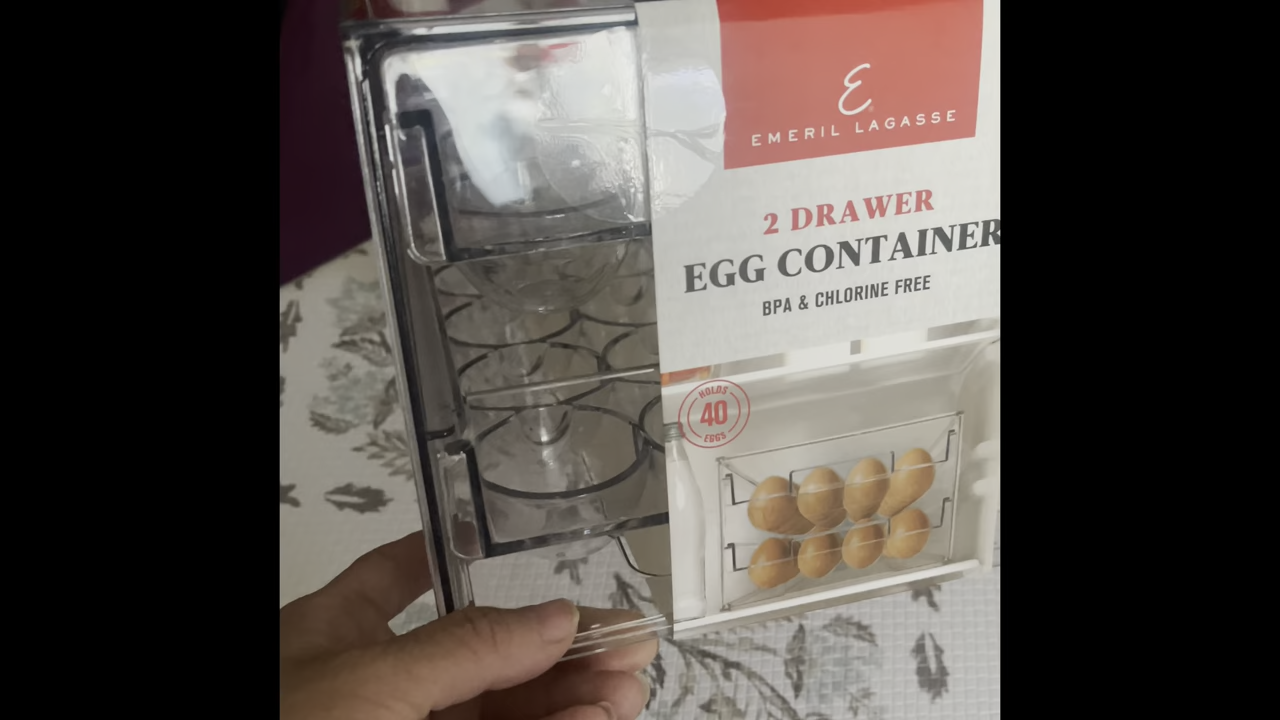 E
EMERIL LAGASSE
2 DRAWER
EGG CONTAINER
BPA & CHLORINE FREE
HOLDS
40
EGGS